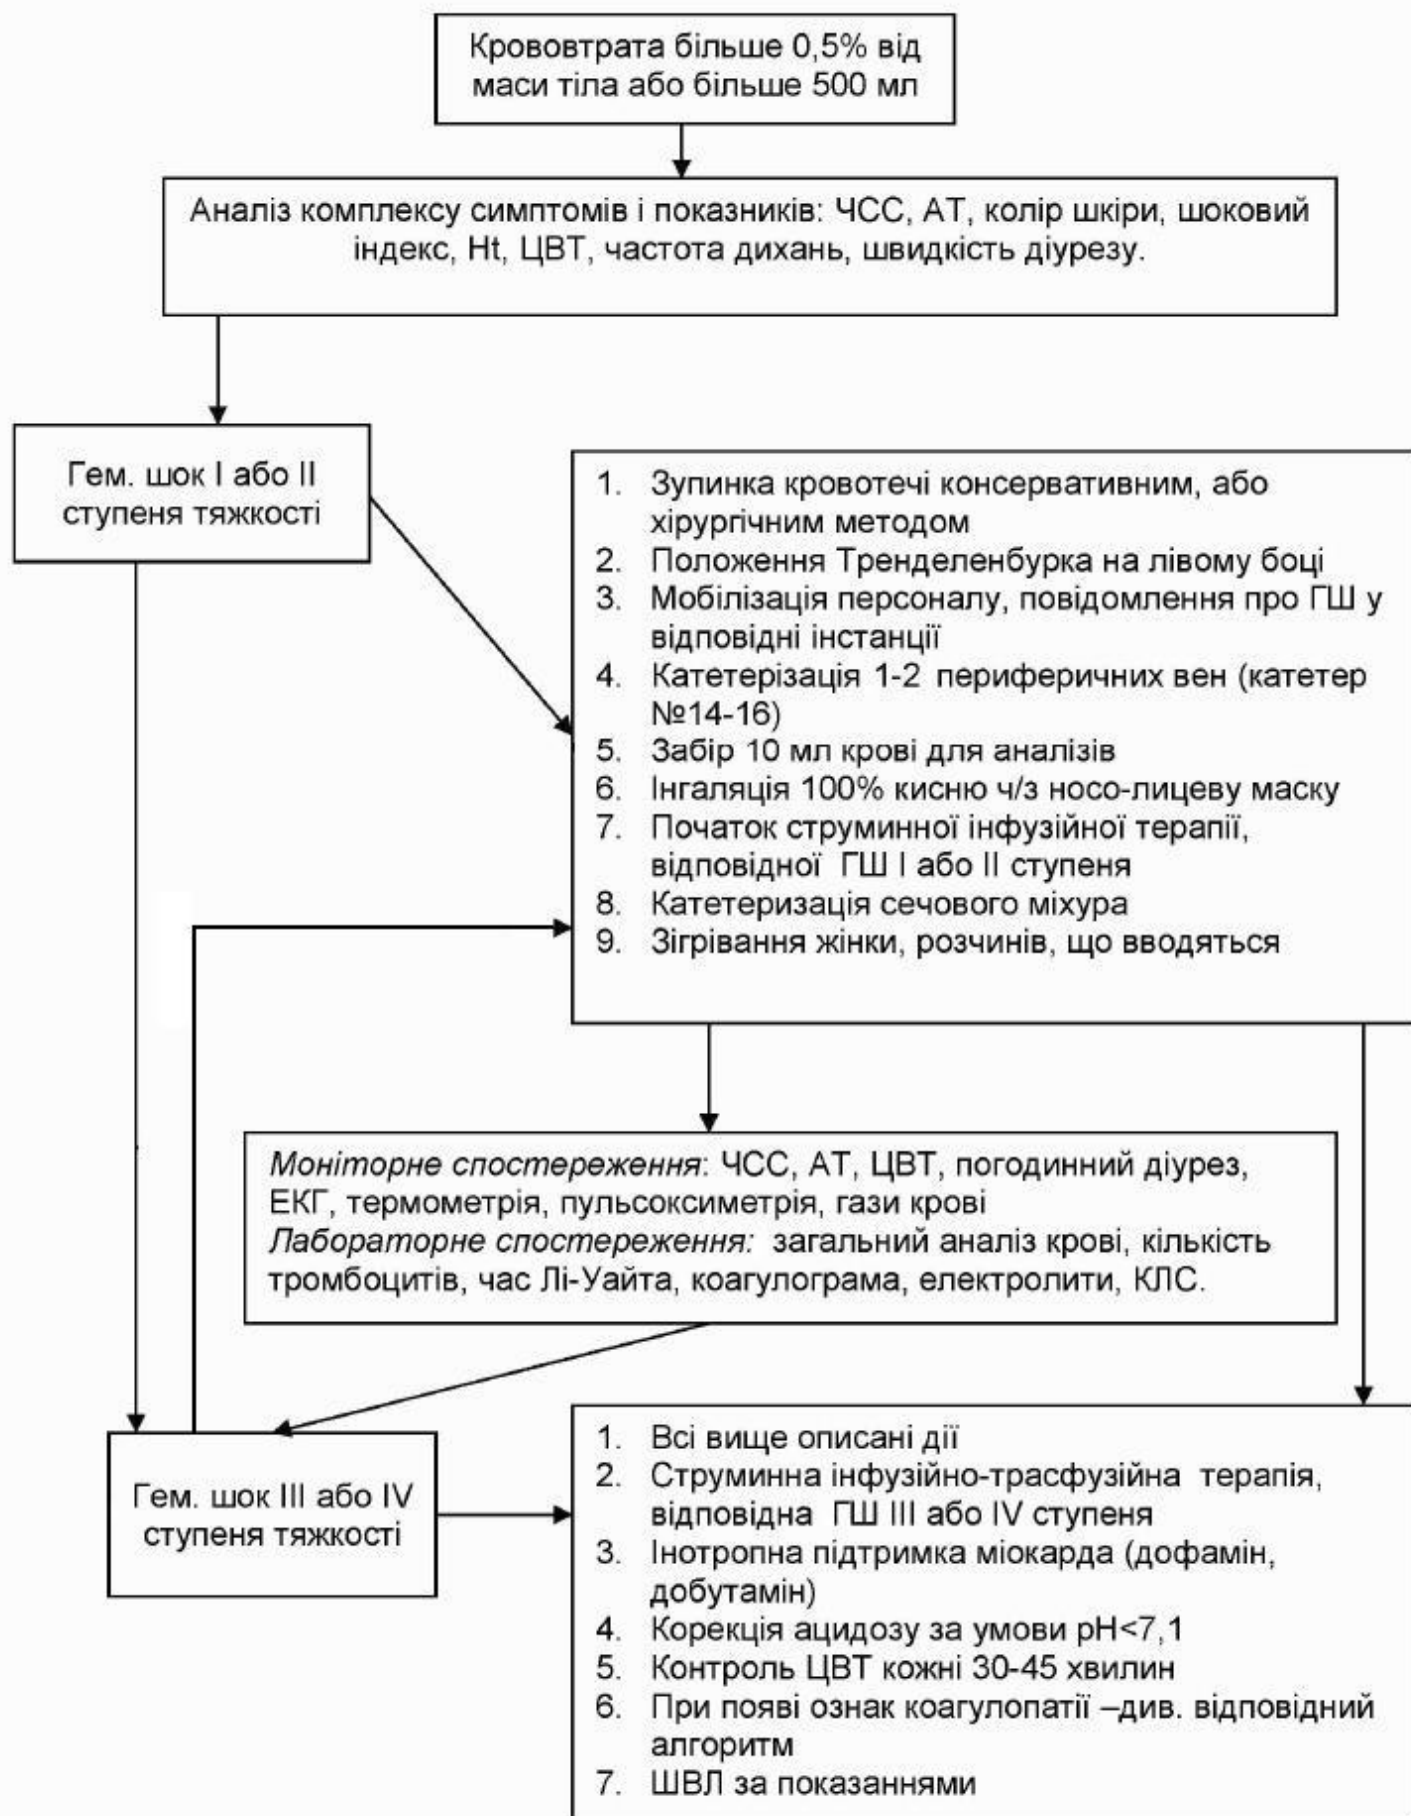 Крововтрата більше 0,5% від
маси тіла або більше 500 мл
Аналіз комплексу симптомів і показників: ЧСС, АТ, колір шкіри, шоковий
індекс, Ht, ЦВТ, частота дихань, швидкість діурезу.
Гем. шок I або II
ступеня тяжкості
1. Зупинка кровотечі консервативним, або
хірургічним методом
2. Положення Тренделенбурка на лівому боці
3. Мобілізація персоналу, повідомлення про ГШ у
відповідні інстанції
4. Катетерізація 1-2 периферичних вен (катетер
№14-16)
5. Забір 10 мл крові для аналізів
6. Інгаляція 100% кисню ч/з носо-лицеву маску
7. Початок струминної інфузійної терапії,
відповідної ГШ I або II ступеня
8. Катетеризація сечового міхура
9. Зігрівання жінки, розчинів, що вводяться
Моніторне спостереження: ЧСС, АТ, ЦВТ, погодинний діурез,
ЕКГ, термометрія, пульсоксиметрія, гази крові
Лабораторне спостереження: загальний аналіз крові, кількість
тромбоцитів, час Лі-Уайта, коагулограма, електролити, КЛС.
Гем. шок III або IV
ступеня тяжкості
1. Всі вище описані дії
2. Струминна інфузійно-трасфузійна терапія,
відповідна ГШ III або IV ступеня
3. Інотропна підтримка міокарда (дофамін,
добутамін)
4. Корекція ацидозу за умови рН<7,1
5. Контроль ЦВТ кожні 30-45 хвилин
6. При появі ознак коагулопатії –див. відповідний
алгоритм
7. ШВЛ за показаннями